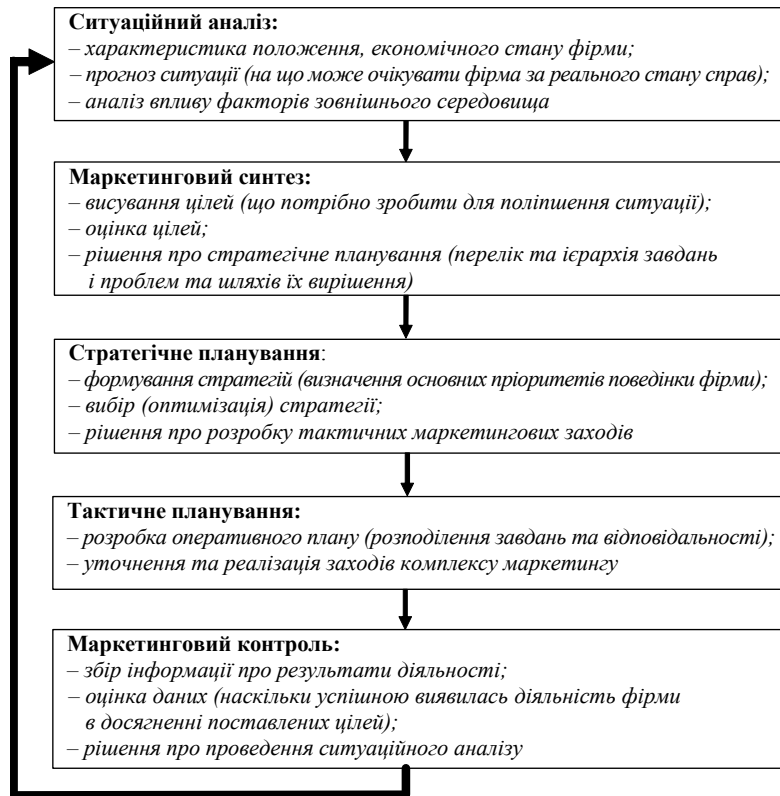 Ситуаційний аналіз:
– характеристика положення, економічного стану фірми;
– прогноз ситуації (на що може очікувати фірма за реального стану справ);
– аналіз впливу факторів зовнішнього середовища
Маркетинговий синтез:
– висування цілей (що потрібно зробити для поліпшення ситуації);
– оцінка цілей;
– рішення про стратегічне планування (перелік та ієрархія завдань
і проблем та шляхів їх вирішення)
Стратегічне планування:
– формування стратегій (визначення основних пріоритетів поведінки фірми);
– вибір (оптимізація) стратегії;
– рішення про розробку тактичних маркетингових заходів
Тактичне планування:
– розробка оперативного плану (розподілення завдань та відповідальності);
– уточнення та реалізація заходів комплексу маркетингу
Маркетинговий контроль:
– збір інформації про результати діяльності;
– оцінка даних (наскільки успішною виявилась діяльність фірми
в досягненні поставлених цілей);
– рішення про проведення ситуаційного аналізу